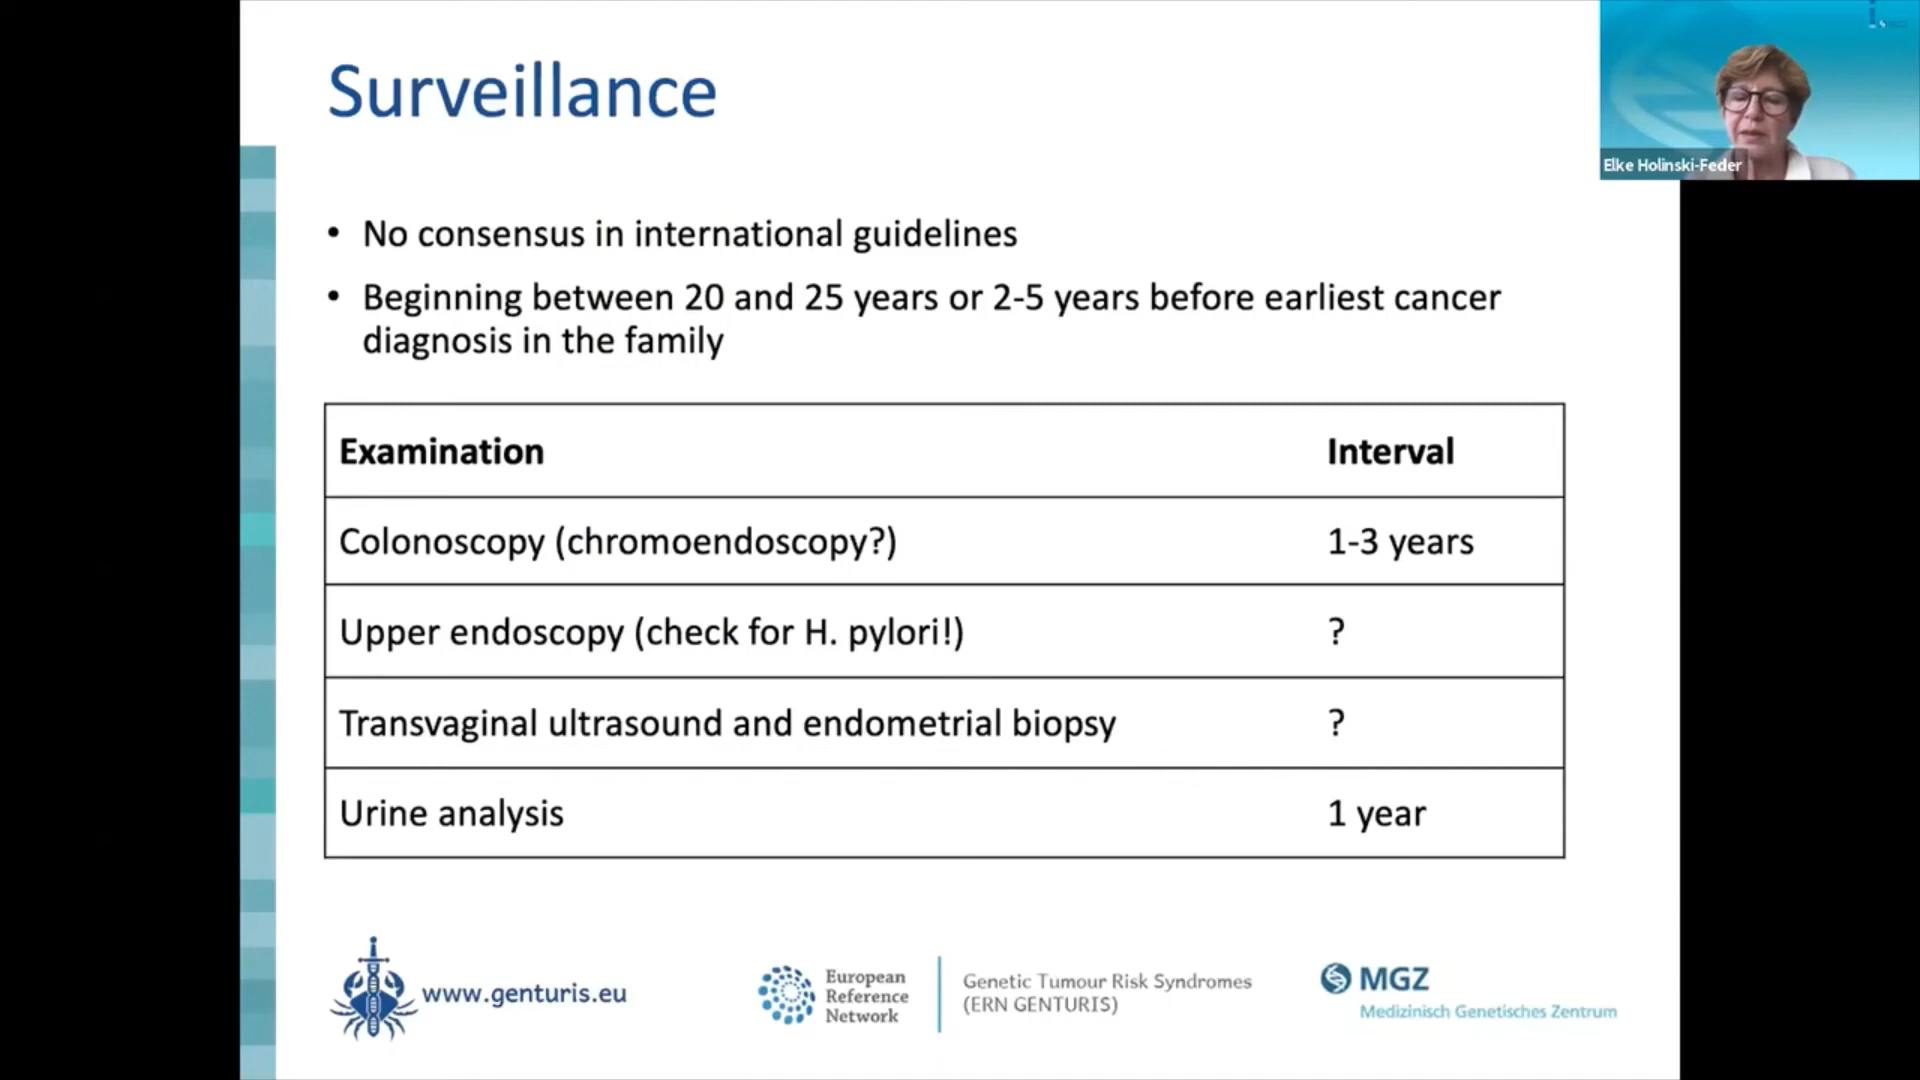 Surveillance
Elke Holinski-Feder
• No consensus in international guidelines
• Beginning between 20 and 25 years or 2-5 years before earliest cancer
diagnosis in the family
Examination Interval
Colonoscopy (chromoendoscopy?) 1-3 years
Upper endoscopy (check for H. pylori!) ?
Transvaginal ultrasound and endometrial biopsy ?
Urine analysis 1 year
www.genturis.eu
European
Reference
Network
Genetic Tumour Risk Syndromes
(ERN GENTURIS)
MGZ
Medizinisch Genetisches Zentrum